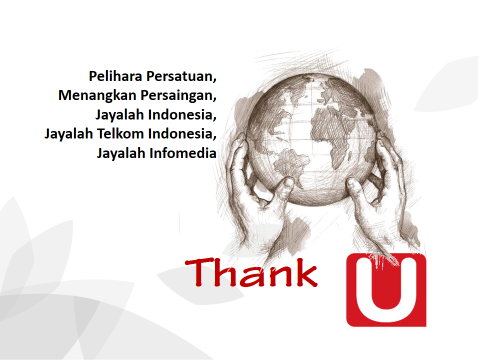 Pelihara Persatuan,
Menangkan Persaingan,
Jayalah Indonesia,
Jayalah Telkom Indonesia,
Jayalah Infomedia
Thank U